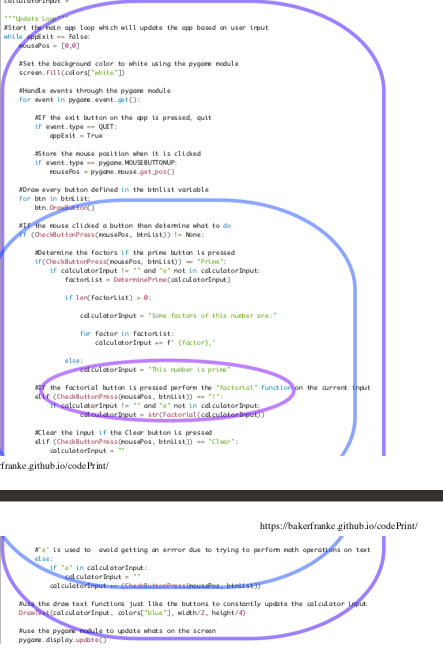 calculatorInput = ""
"""Update Loop"""
#Start the main app loop which will update the app based on user input
while appExit == False:
mousePos = [0,0]
#Set the background color to white using the pygame module
screen.fill(colors["white"])
#Handle events through the pygame module
for event in pygame.event.get():
#If the exit button on the app is pressed, quit
if event.type == QUIT:
appExit = True
#Store the mouse position when it is clicked
if event.type == pygame.MOUSEBUTTONUP:
mousePos = pygame.mouse.get_pos()
#Draw every button defined in the btnlist variable
for btn in btnList:
btn.DrawButton()
#If the mouse clicked a button then determine what to do
if (CheckButtonPress(mousePos, btnList)) != None:
#Determine the factors if the prime button is pressed
if(CheckButtonPress(mousePos, btnList)) == "Prime":
if calculatorInput != "" and "e" not in calculatorInput:
factorList = DeterminePrime(calculatorInput)
if len(factorList) > 0:
calculatorInput = "Some factors of this number are:"
for factor in factorList:
calculatorInput += f' {factor},'
else:
calculatorInput = "This number is prime"
#If the factorial button is pressed perform the "factorial" function on the current input
elif (CheckButtonPress(mousePos, btnList)) == "!":
if calculatorInput != "" and "e" not in calculatorInput:
calculatorInput = str(Factorial(calculatorInput))
#Clear the input if the Clear button is pressed
elif (CheckButtonPress(mousePos, btnList)) == "Clear":
calculatorInput = ""
rfranke.github.io/codePrint/
https://bakerfranke.github.io/codePrint/
#'e' is used to avoid getting an errror due to trying to perform math operations on text
else:
if "e" in calculatorInput:
calculatorInput = ""
calculatorInput += (CheckButtonPress(mousePos, btnList))
#use the draw text functions just like the buttons to constantly update the calculator input
DrawText(calculatorInput, colors["blue"], width/2, height/4)
#use the pygame module to update whats on the screen
pygame.display.update()